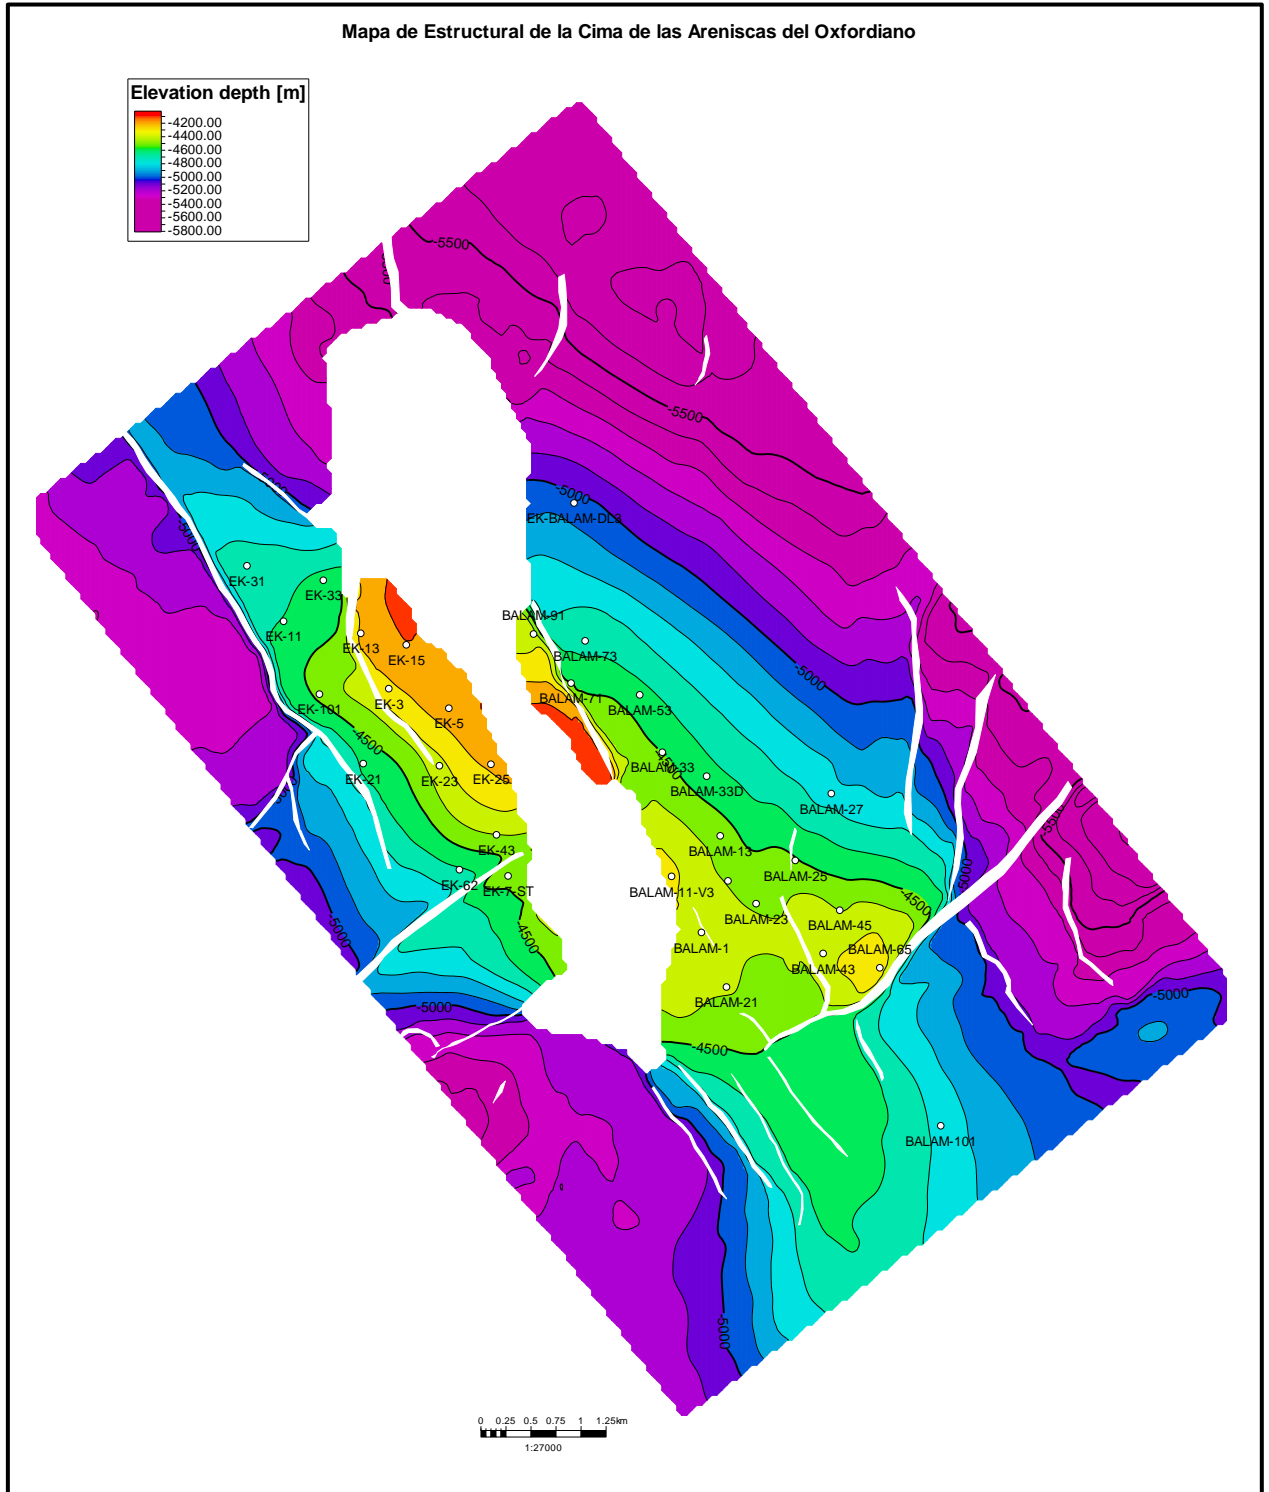 Mapa de Estructural de la Cima de las Areniscas del Oxfordiano
Elevation depth [m]
-4200.00
-4400.00
-4600.00
-4800.00
-5000.00
-5200.00
-5400.00
-5600.00
-5800.00
-5500
-5500
-5000
-5000
EK-BALAM-DL3
-5000
EK-31
EK-33
BALAM-91
EK-11
EK-13
EK-15
BALAM-73
-5000
BALAM-71
EK-3
EK-101
EK-5
BALAM-53
-4500
-4500
EK-21
EK-23
EK-25
BALAM-33
BALAM-33D
-5000
BALAM-27
-5500
EK-43
BALAM-13
BALAM-25
-5000
EK-62
EK-7-ST
BALAM-11-V3
-4500
BALAM-23
BALAM-45
-5000
-4500
BALAM-1
BALAM-65
BALAM-43
-5000
BALAM-21
-5000
-4500
BALAM-101
-5000
0 0.25 0.5 0.75 1 1.25km
1:27000